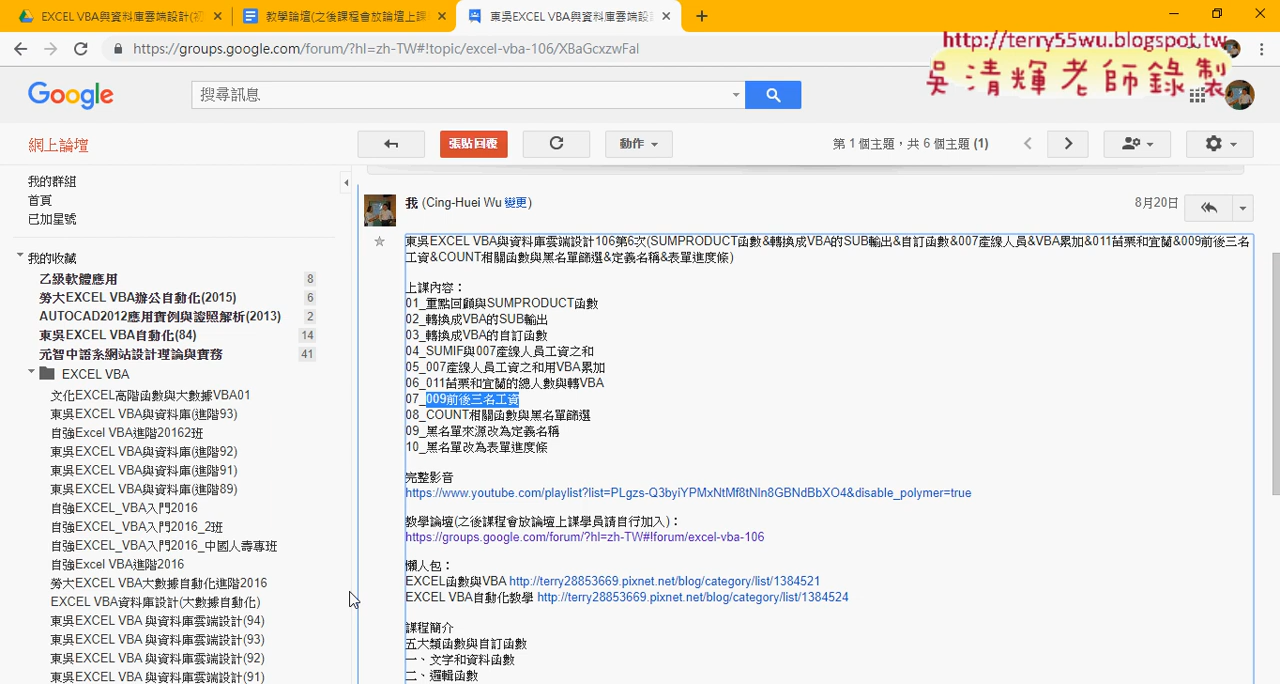 EXCEL VBA與資料庫雲端設計(初
教學論壇(之後課程會放論壇上課
東吳EXCEL VBA與資料庫雲端設
https://groups.google.com/forum/?hl=zh-TW#!topic/excel-vba-106/XBaGcxzwFaI
http://terry55wu.blogspot.tw
吳清輝老師錄製
Google
搜尋訊息
網上論壇
張貼回覆
動作
第 1 個主題，共 6 個主題 (1)
我的群組
首頁
已加星號
我的收藏
乙級軟體應用 8
勞大EXCEL VBA辦公自動化(2015) 6
AUTOCAD2012應用實例與證照解析(2013) 2
東吳EXCEL VBA自動化(84) 14
元智中語系網站設計理論與實務 41
EXCEL VBA
文化EXCEL高階函數與大數據VBA01
東吳EXCEL VBA與資料庫(進階93)
自強Excel VBA進階20162班
東吳EXCEL VBA與資料庫(進階92)
東吳EXCEL VBA與資料庫(進階91)
東吳EXCEL VBA與資料庫(進階89)
自強EXCEL_VBA入門2016
自強EXCEL_VBA入門2016_2班
自強EXCEL_VBA入門2016_中國人壽專班
自強Excel VBA進階2016
勞大EXCEL VBA大數據自動化進階2016
EXCEL VBA資料庫設計(大數據自動化)
東吳EXCEL VBA 與資料庫雲端設計(94)
東吳EXCEL VBA 與資料庫雲端設計(93)
東吳EXCEL VBA 與資料庫雲端設計(92)
東吳EXCEL VBA 與資料庫雲端設計(91)
我 (Cing-Huei Wu 變更)
8月20日
東吳EXCEL VBA與資料庫雲端設計106第6次(SUMPRODUCT函數&轉換成VBA的SUB輸出&自訂函數&007產線人員&VBA累加&011苗栗和宜蘭&009前後三名
工資&COUNT相關函數與黑名單篩選&定義名稱&表單進度條)
上課內容：
01_重點回顧與SUMPRODUCT函數
02_轉換成VBA的SUB輸出
03_轉換成VBA的自訂函數
04_SUMIF與007產線人員工資之和
05_007產線人員工資之和用VBA累加
06_011苗栗和宜蘭的總人數與轉VBA
07_009前後三名工資
08_COUNT相關函數與黑名單篩選
09_黑名單來源改為定義名稱
10_黑名單改為表單進度條
完整影音
https://www.youtube.com/playlist?list=PLgzs-Q3byiYPMxNtMf8tNln8GBNdBbXO4&disable_polymer=true
教學論壇(之後課程會放論壇上課學員請自行加入)：
https://groups.google.com/forum/?hl=zh-TW#!forum/excel-vba-106
懶人包：
EXCEL函數與VBA http://terry28853669.pixnet.net/blog/category/list/1384521
EXCEL VBA自動化教學 http://terry28853669.pixnet.net/blog/category/list/1384524
課程簡介
五大類函數與自訂函數
一、文字和資料函數
二、邏輯函數